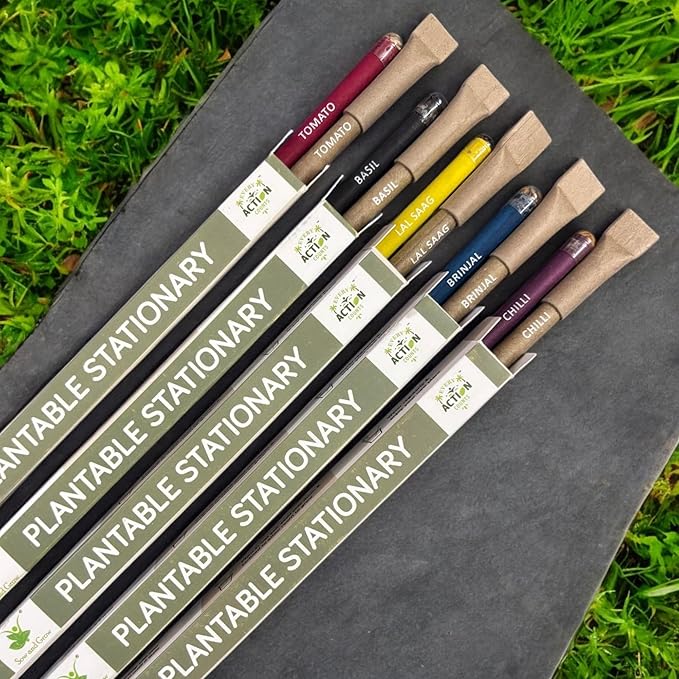 TOMATO
TOMATO
BASIL
BASIL
LAL SAAG
LAL SAAG
BRINJAL
BRINJAL
CHILLI
CHILLI
EVERY
ACTION
COUNTS
PLANTABLE STATIONARY
EVERY
ACTION
COUNTS
PLANTABLE STATIONARY
EVERY
ACTION
COUNTS
PLANTABLE STATIONARY
EVERY
ACTION
COUNTS
PLANTABLE STATIONARY
EVERY
ACTION
COUNTS
PLANTABLE STATIONARY
Sow and Grow